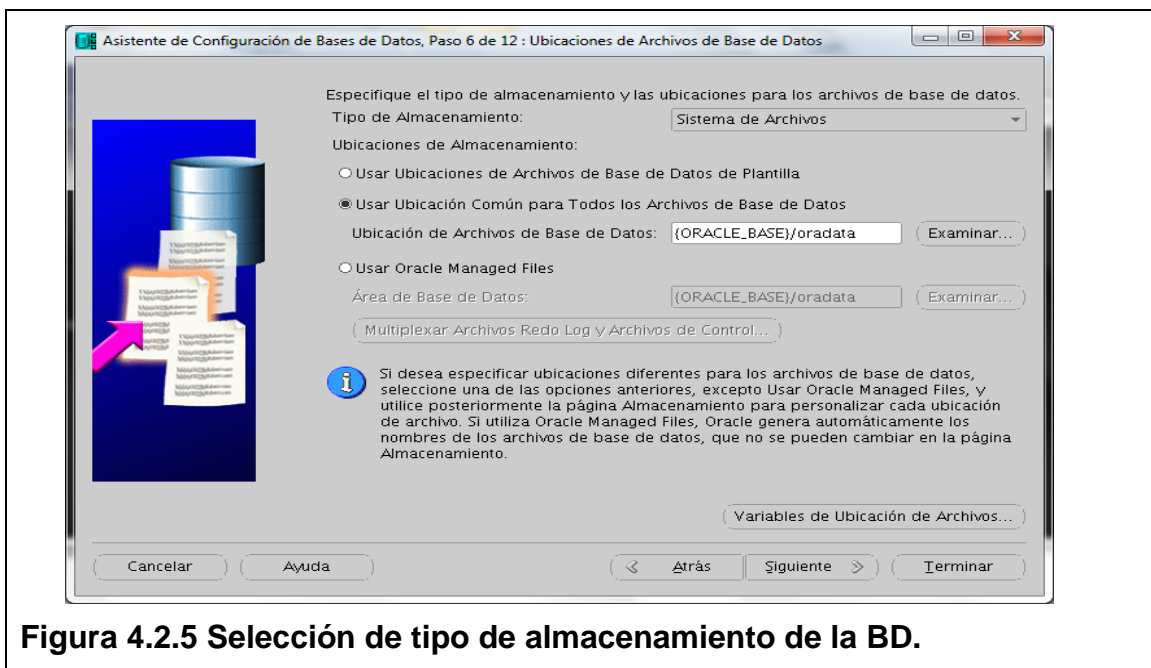 Asistente de Configuración de Bases de Datos, Paso 6 de 12 : Ubicaciones de Archivos de Base de Datos
Especifique el tipo de almacenamiento y las ubicaciones para los archivos de base de datos.
Tipo de Almacenamiento: Sistema de Archivos
Ubicaciones de Almacenamiento:
Usar Ubicaciones de Archivos de Base de Datos de Plantilla
Usar Ubicación Común para Todos los Archivos de Base de Datos
Ubicación de Archivos de Base de Datos: {ORACLE_BASE}/oradata Examinar...
Usar Oracle Managed Files
Área de Base de Datos: {ORACLE_BASE}/oradata Examinar...
Multiplexar Archivos Redo Log y Archivos de Control...
Si desea especificar ubicaciones diferentes para los archivos de base de datos,
seleccione una de las opciones anteriores, excepto Usar Oracle Managed Files, y
utilice posteriormente la página Almacenamiento para personalizar cada ubicación
de archivo. Si utiliza Oracle Managed Files, Oracle genera automáticamente los
nombres de los archivos de base de datos, que no se pueden cambiar en la página
Almacenamiento.
Variables de Ubicación de Archivos...
Cancelar Ayuda Atrás Siguiente Terminar
Figura 4.2.5 Selección de tipo de almacenamiento de la BD.